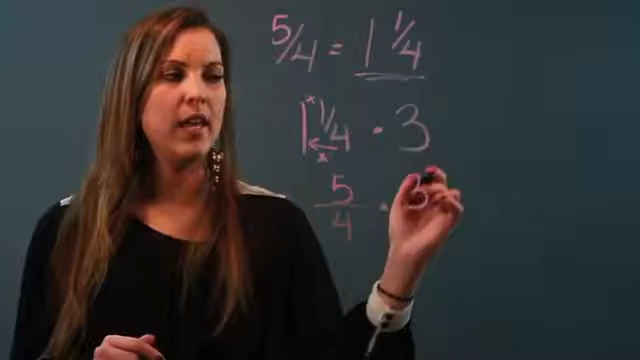 5/4 = 1 1/4
1 1/4 · 3
5/4 · 3